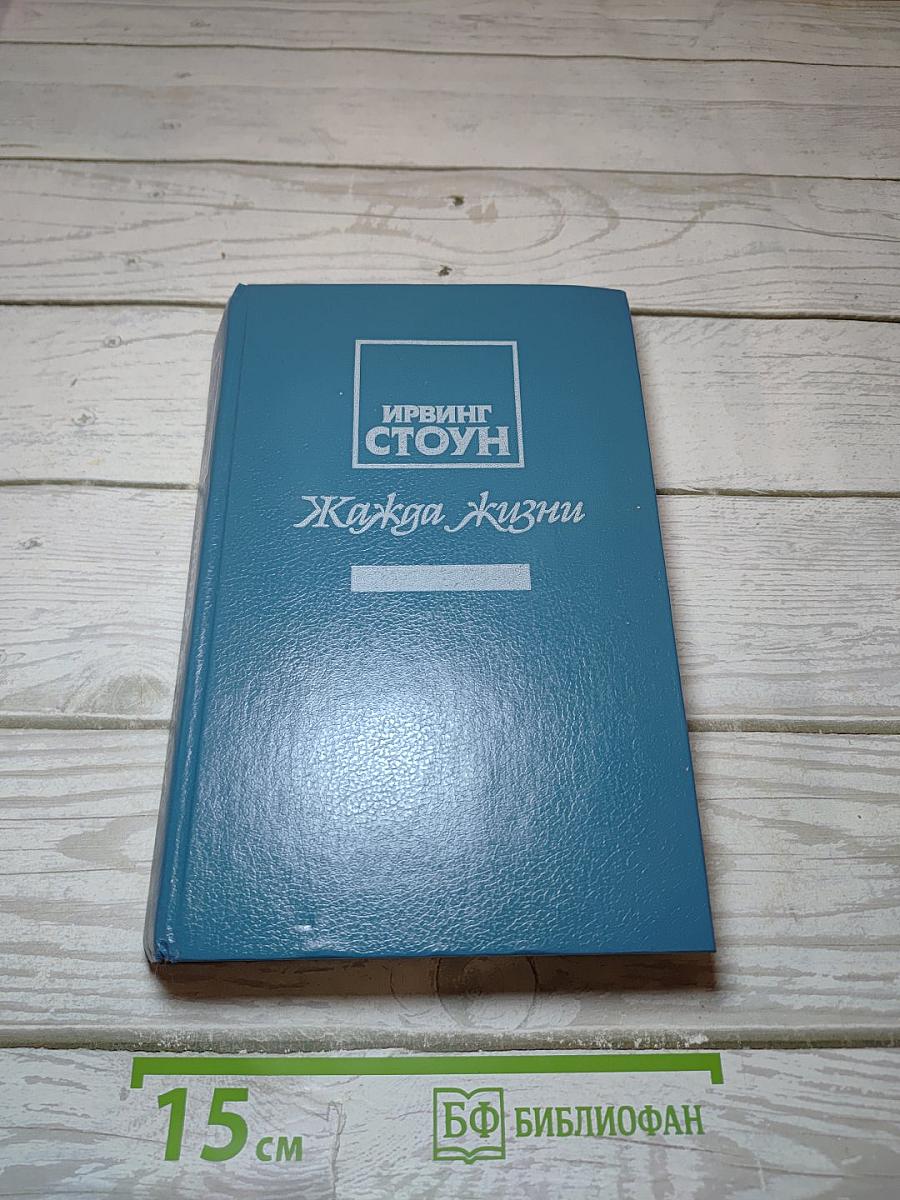 ИРВИНГ
СТОУН
Жажда жизни
15 см
БФ БИБЛИОФАН